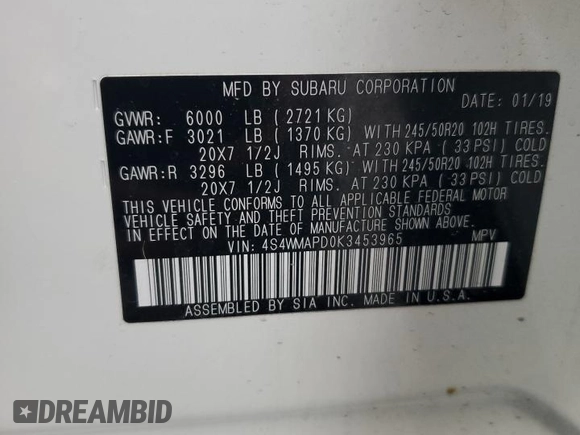 MFD BY SUBARU CORPORATION
DATE: 01/19
GVWR: 6000 LB ( 2721 KG)
GAWR:F 3021 LB ( 1370 KG) WITH 245/50R20 102H TIRES.
20X7 1/2J RIMS. AT 230 KPA ( 33 PSI) COLD
GAWR:R 3296 LB ( 1495 KG) WITH 245/50R20 102H TIRES.
20X7 1/2J RIMS. AT 230 KPA ( 33 PSI) COLD
THIS VEHICLE CONFORMS TO ALL APPLICABLE FEDERAL MOTOR
VEHICLE SAFETY AND THEFT PREVENTION STANDARDS IN
EFFECT ON THE DATE OF MANUFACTURE SHOWN ABOVE.
VIN: 4S4WMAPD0K3453965 MPV
ASSEMBLED BY SIA INC. MADE IN U.S.A.
DREAMBID